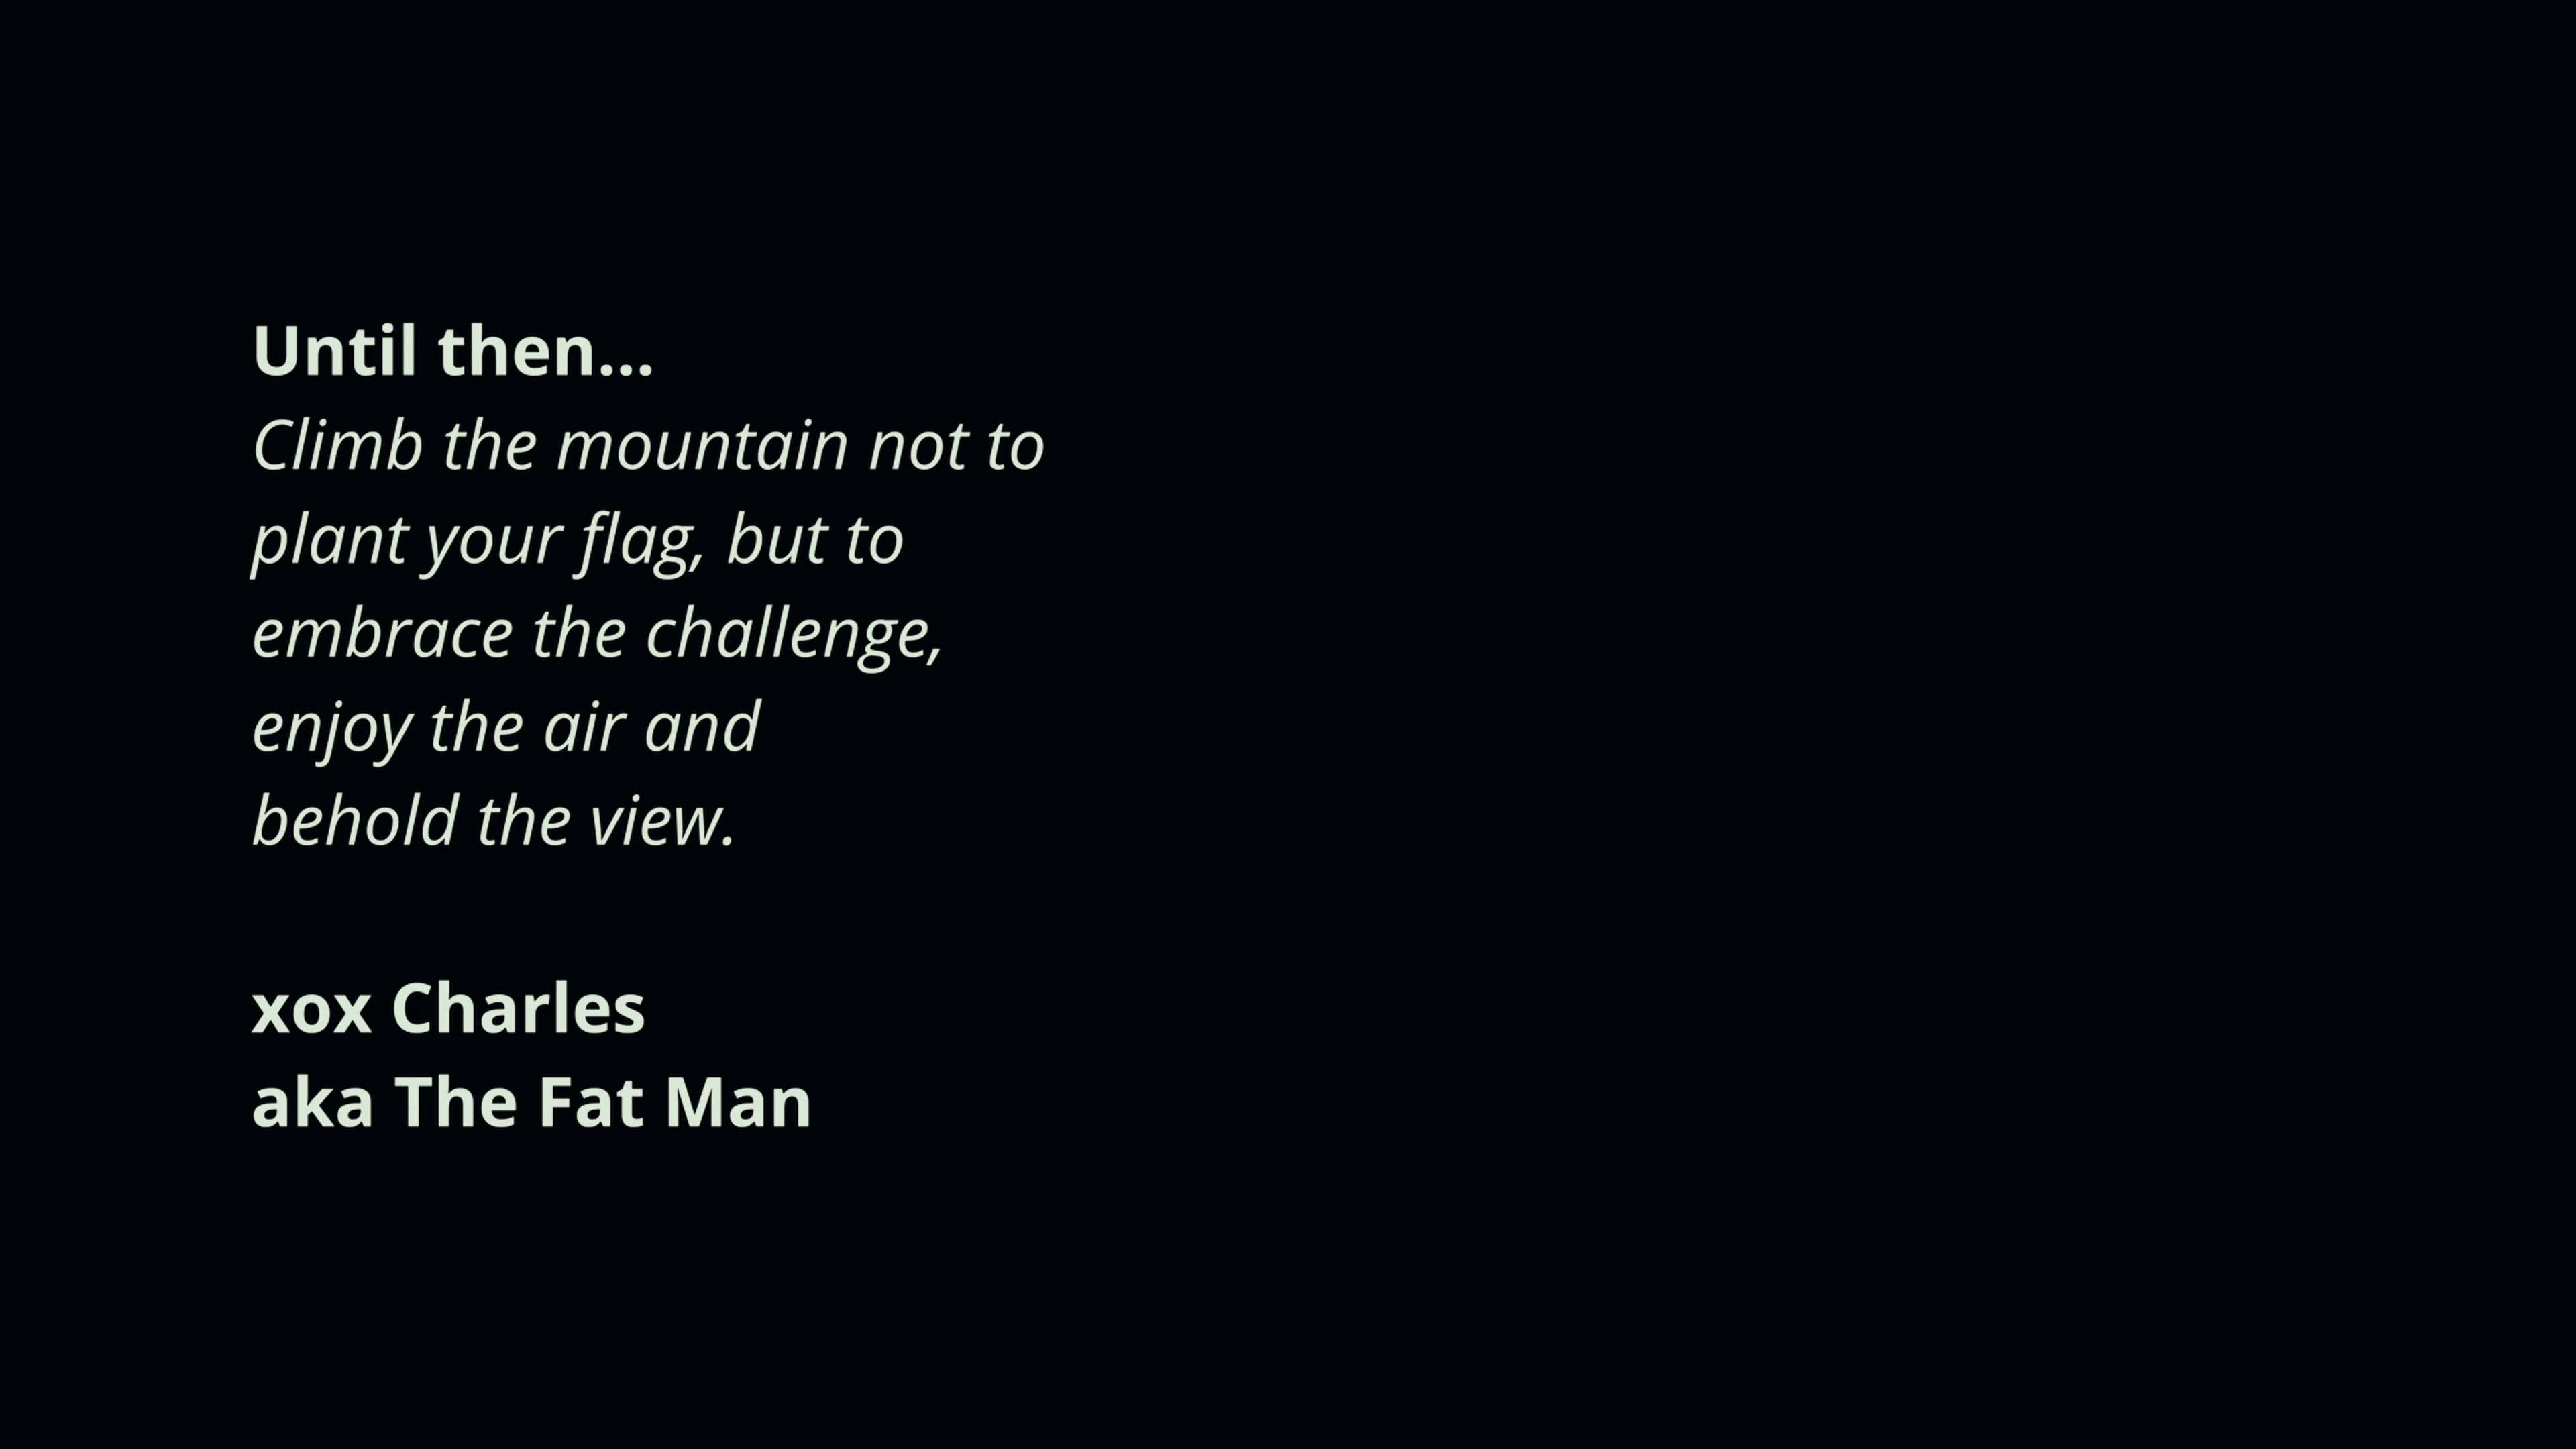 Until then...
Climb the mountain not to
plant your flag, but to
embrace the challenge,
enjoy the air and
behold the view.
xox Charles
aka The Fat Man